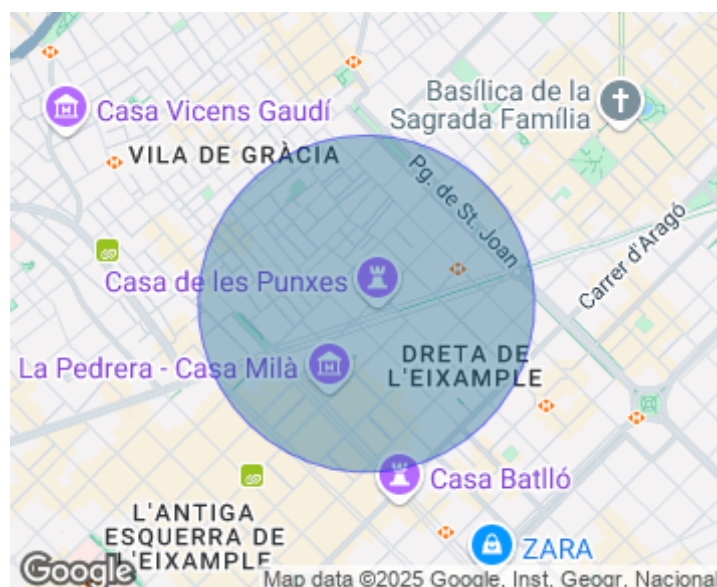 Casa Vicens Gaudí
Basílica de la
Sagrada Família
VILA DE GRÀCIA
Pg. de St. Joan
Carrer d'Aragó
Casa de les Punxes
La Pedrera - Casa Milà
DRETA DE
L'EIXAMPLE
Casa Batlló
L'ANTIGA
ESQUERRA DE
L'EIXAMPLE
ZARA
Google
Map data ©2025 Google, Inst. Geogr. Nacional